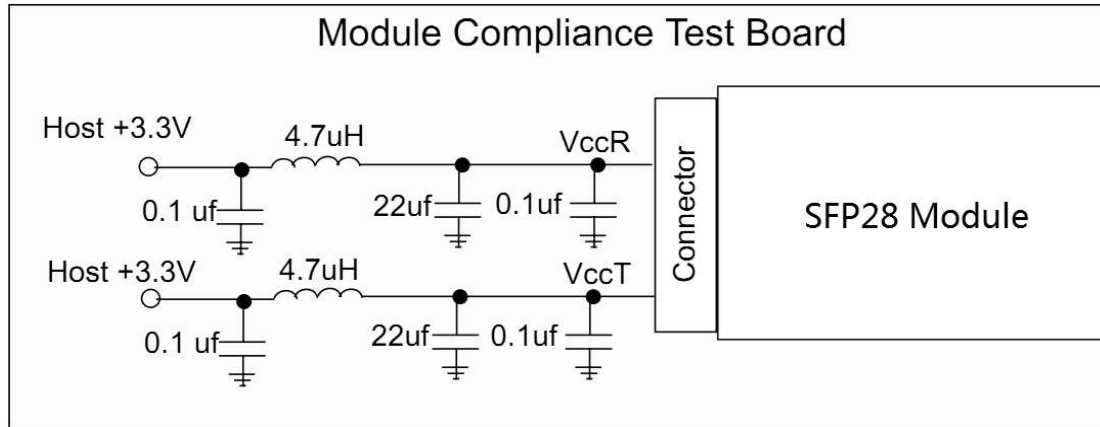 Module Compliance Test Board
Host +3.3V
4.7uH
VccR
0.1 uf
22uf
0.1uf
Host +3.3V
4.7uH
VccT
0.1 uf
22uf
0.1uf
Connector
SFP28 Module